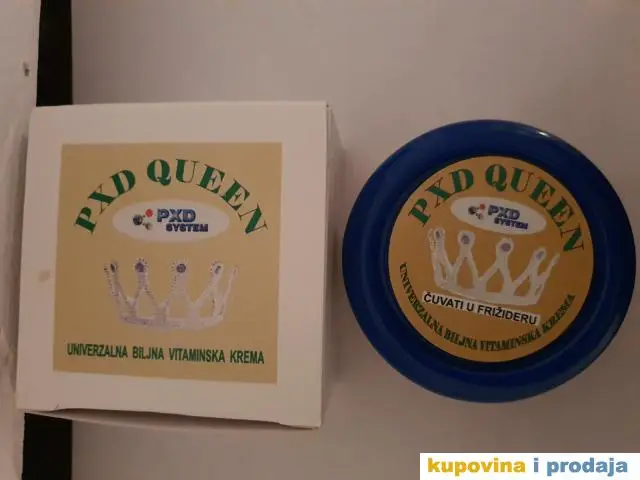 PXD QUEEN
PXD
SYSTEM
UNIVERZALNA BILJNA VITAMINSKA KREMA
PXD QUEEN
PXD
SYSTEM
ČUVATI U FRIŽIDERU
UNIVERZALNA BILJNA VITAMINSKA KREMA
kupovina i prodaja